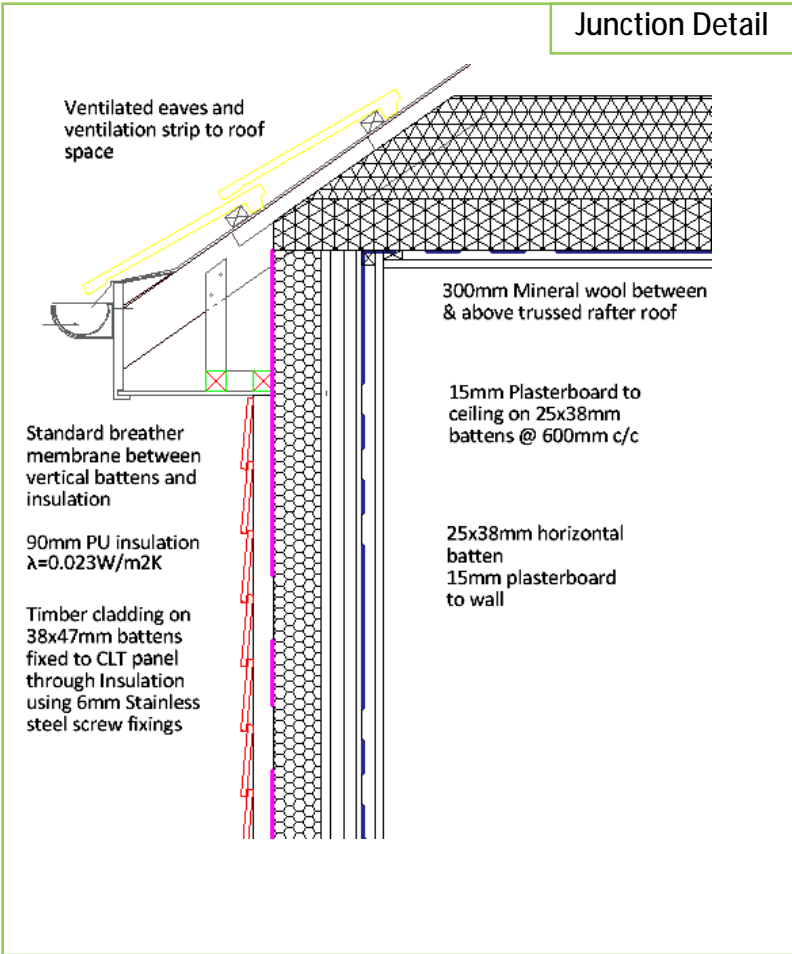 Junction Detail
Ventilated eaves and
ventilation strip to roof
space
300mm Mineral wool between
& above trussed rafter roof
15mm Plasterboard to
ceiling on 25x38mm
battens @ 600mm c/c
Standard breather
membrane between
vertical battens and
insulation
90mm PU insulation
λ=0.023W/m2K
Timber cladding on
38x47mm battens
fixed to CLT panel
through Insulation
using 6mm Stainless
steel screw fixings
25x38mm horizontal
batten
15mm plasterboard
to wall